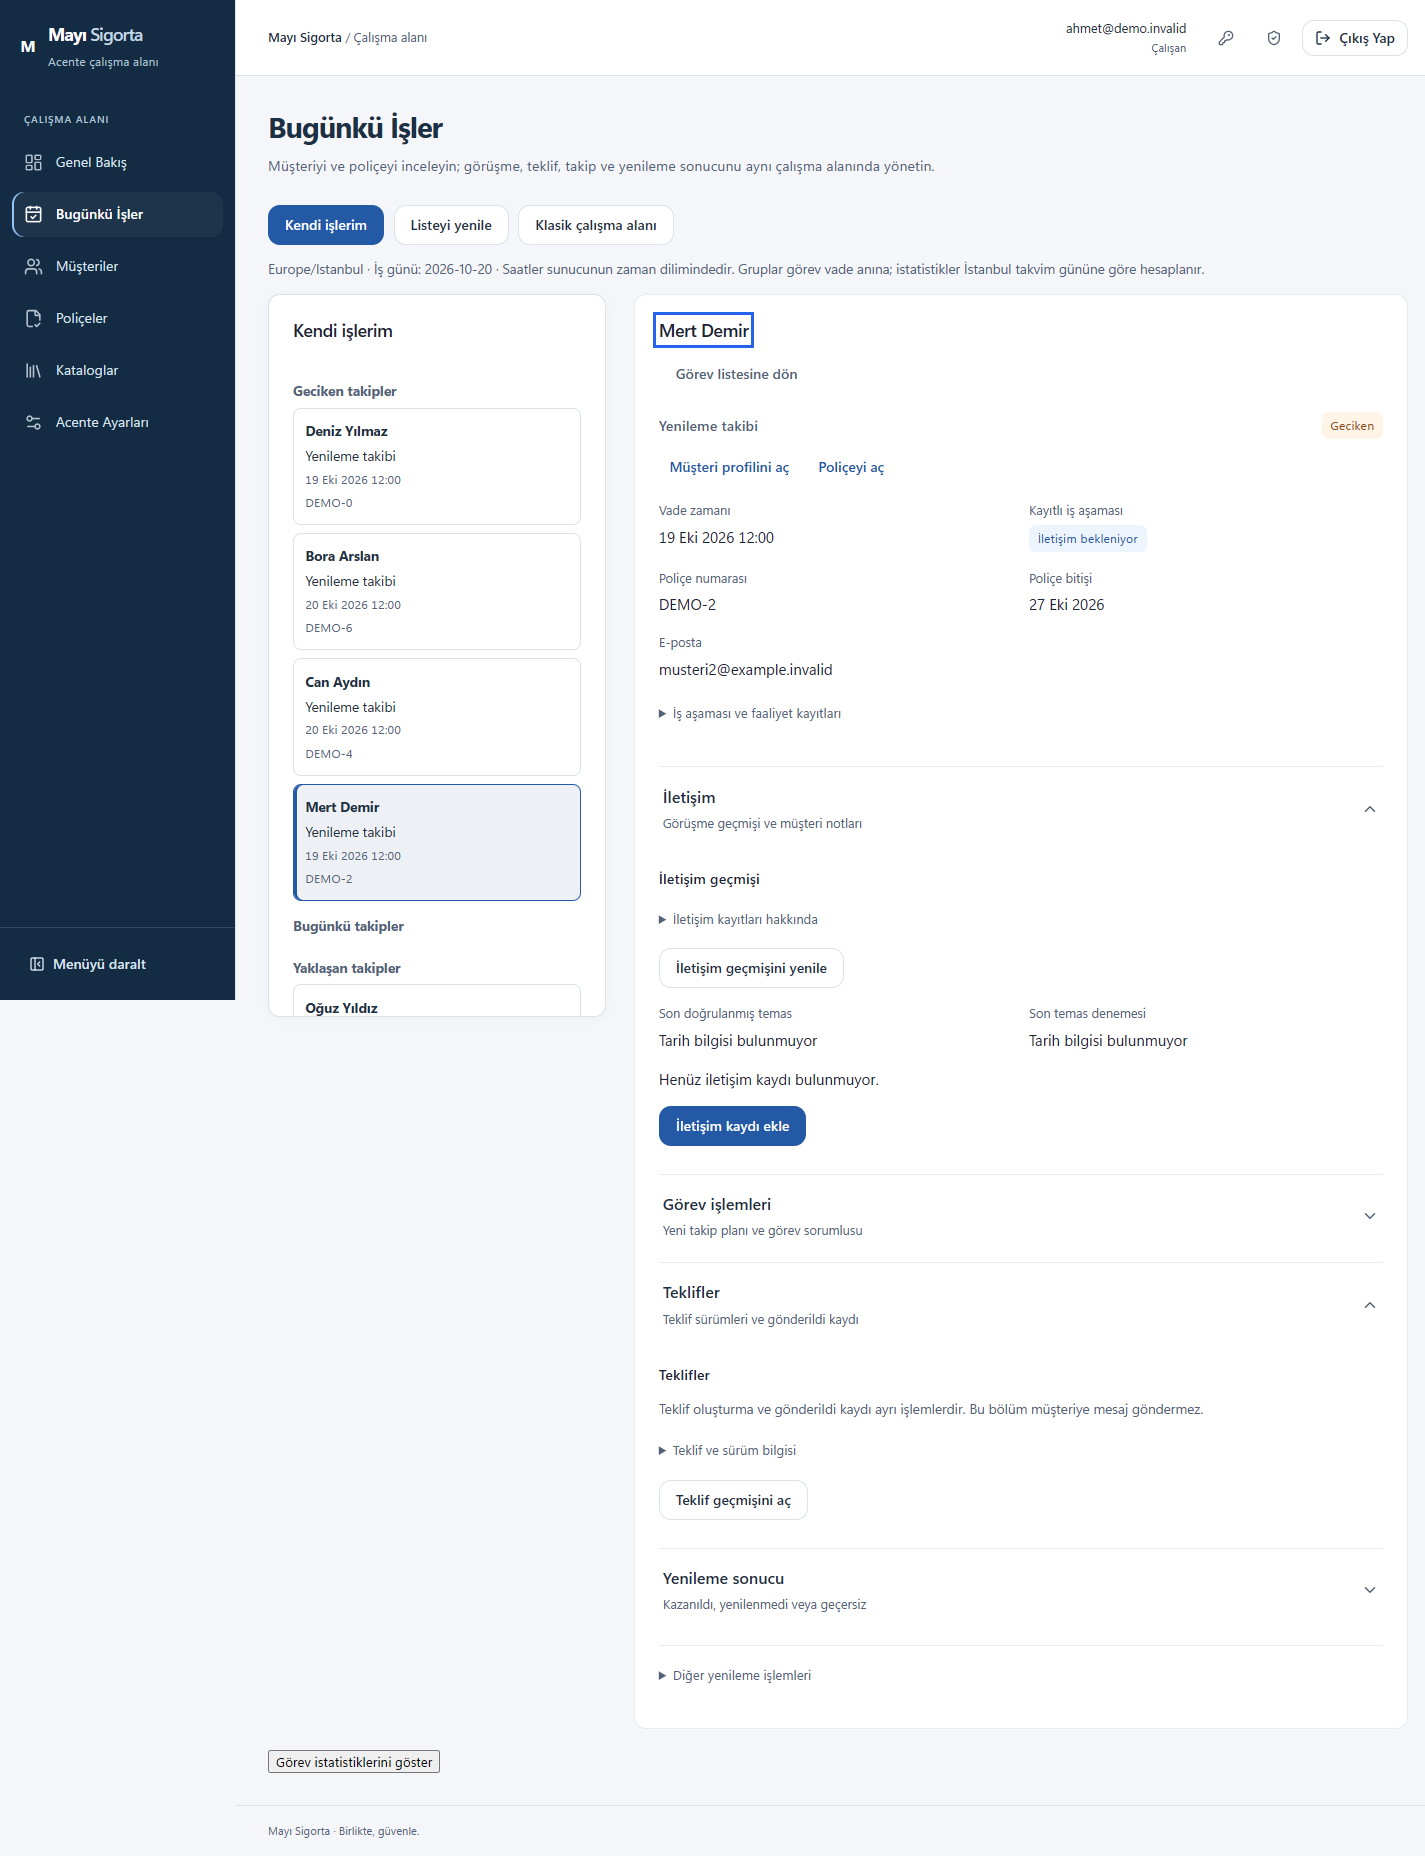 M
Mayı Sigorta
Acente çalışma alanı
ÇALIŞMA ALANI
Genel Bakış
Bugünkü İşler
Müşteriler
Poliçeler
Kataloglar
Acente Ayarları
Menüyü daralt
Mayı Sigorta / Çalışma alanı
ahmet@demo.invalid
Çalışan
Çıkış Yap
Bugünkü İşler
Müşteriyi ve poliçeyi inceleyin; görüşme, teklif, takip ve yenileme sonucunu aynı çalışma alanında yönetin.
Kendi işlerim
Listeyi yenile
Klasik çalışma alanı
Europe/Istanbul · İş günü: 2026-10-20 · Saatler sunucunun zaman dilimindedir. Gruplar görev vade anına; istatistikler İstanbul takvim gününe göre hesaplanır.
Kendi işlerim
Geciken takipler
Deniz Yılmaz
Yenileme takibi
19 Eki 2026 12:00
DEMO-0
Bora Arslan
Yenileme takibi
20 Eki 2026 12:00
DEMO-6
Can Aydın
Yenileme takibi
20 Eki 2026 12:00
DEMO-4
Mert Demir
Yenileme takibi
19 Eki 2026 12:00
DEMO-2
Bugünkü takipler
Yaklaşan takipler
Oğuz Yıldız
Mert Demir
Görev listesine dön
Yenileme takibi
Geciken
Müşteri profilini aç
Poliçeyi aç
Vade zamanı
19 Eki 2026 12:00
Kayıtlı iş aşaması
İletişim bekleniyor
Poliçe numarası
DEMO-2
Poliçe bitişi
27 Eki 2026
E-posta
musteri2@example.invalid
İş aşaması ve faaliyet kayıtları
İletişim
Görüşme geçmişi ve müşteri notları
İletişim geçmişi
İletişim kayıtları hakkında
İletişim geçmişini yenile
Son doğrulanmış temas
Tarih bilgisi bulunmuyor
Son temas denemesi
Tarih bilgisi bulunmuyor
Henüz iletişim kaydı bulunmuyor.
İletişim kaydı ekle
Görev işlemleri
Yeni takip planı ve görev sorumlusu
Teklifler
Teklif sürümleri ve gönderildi kaydı
Teklifler
Teklif oluşturma ve gönderildi kaydı ayrı işlemlerdir. Bu bölüm müşteriye mesaj göndermez.
Teklif ve sürüm bilgisi
Teklif geçmişini aç
Yenileme sonucu
Kazanıldı, yenilenmedi veya geçersiz
Diğer yenileme işlemleri
Görev istatistiklerini göster
Mayı Sigorta · Birlikte, güvenle.